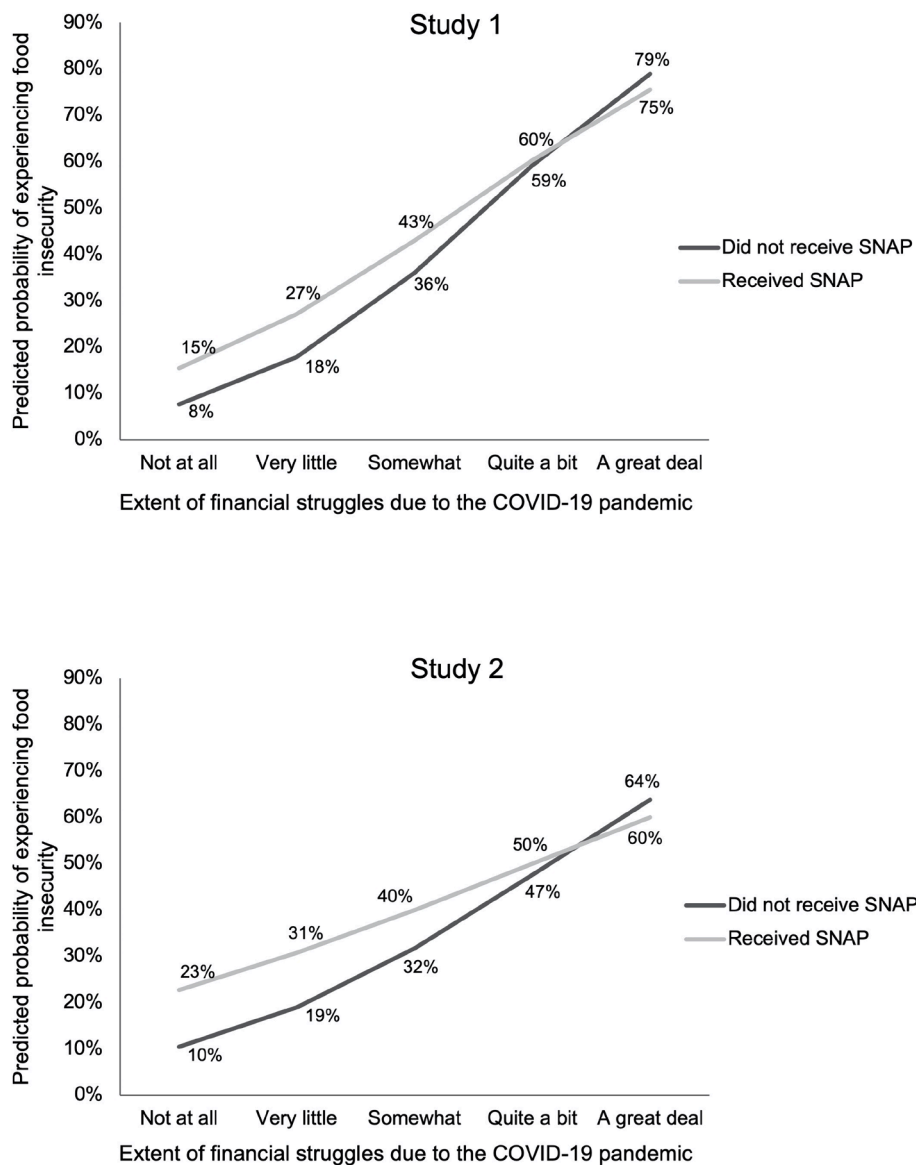 Study 1
90%
80%
70%
60%
50%
40%
30%
20%
10%
0%
Predicted probability of experiencing food
insecurity
79%
75%
60%
59%
43%
36%
27%
18%
15%
8%
Did not receive SNAP
Received SNAP
Not at all Very little Somewhat Quite a bit A great deal
Extent of financial struggles due to the COVID-19 pandemic
Study 2
90%
80%
70%
60%
50%
40%
30%
20%
10%
0%
Predicted probability of experiencing food
insecurity
64%
60%
50%
47%
40%
32%
31%
19%
23%
10%
Did not receive SNAP
Received SNAP
Not at all Very little Somewhat Quite a bit A great deal
Extent of financial struggles due to the COVID-19 pandemic